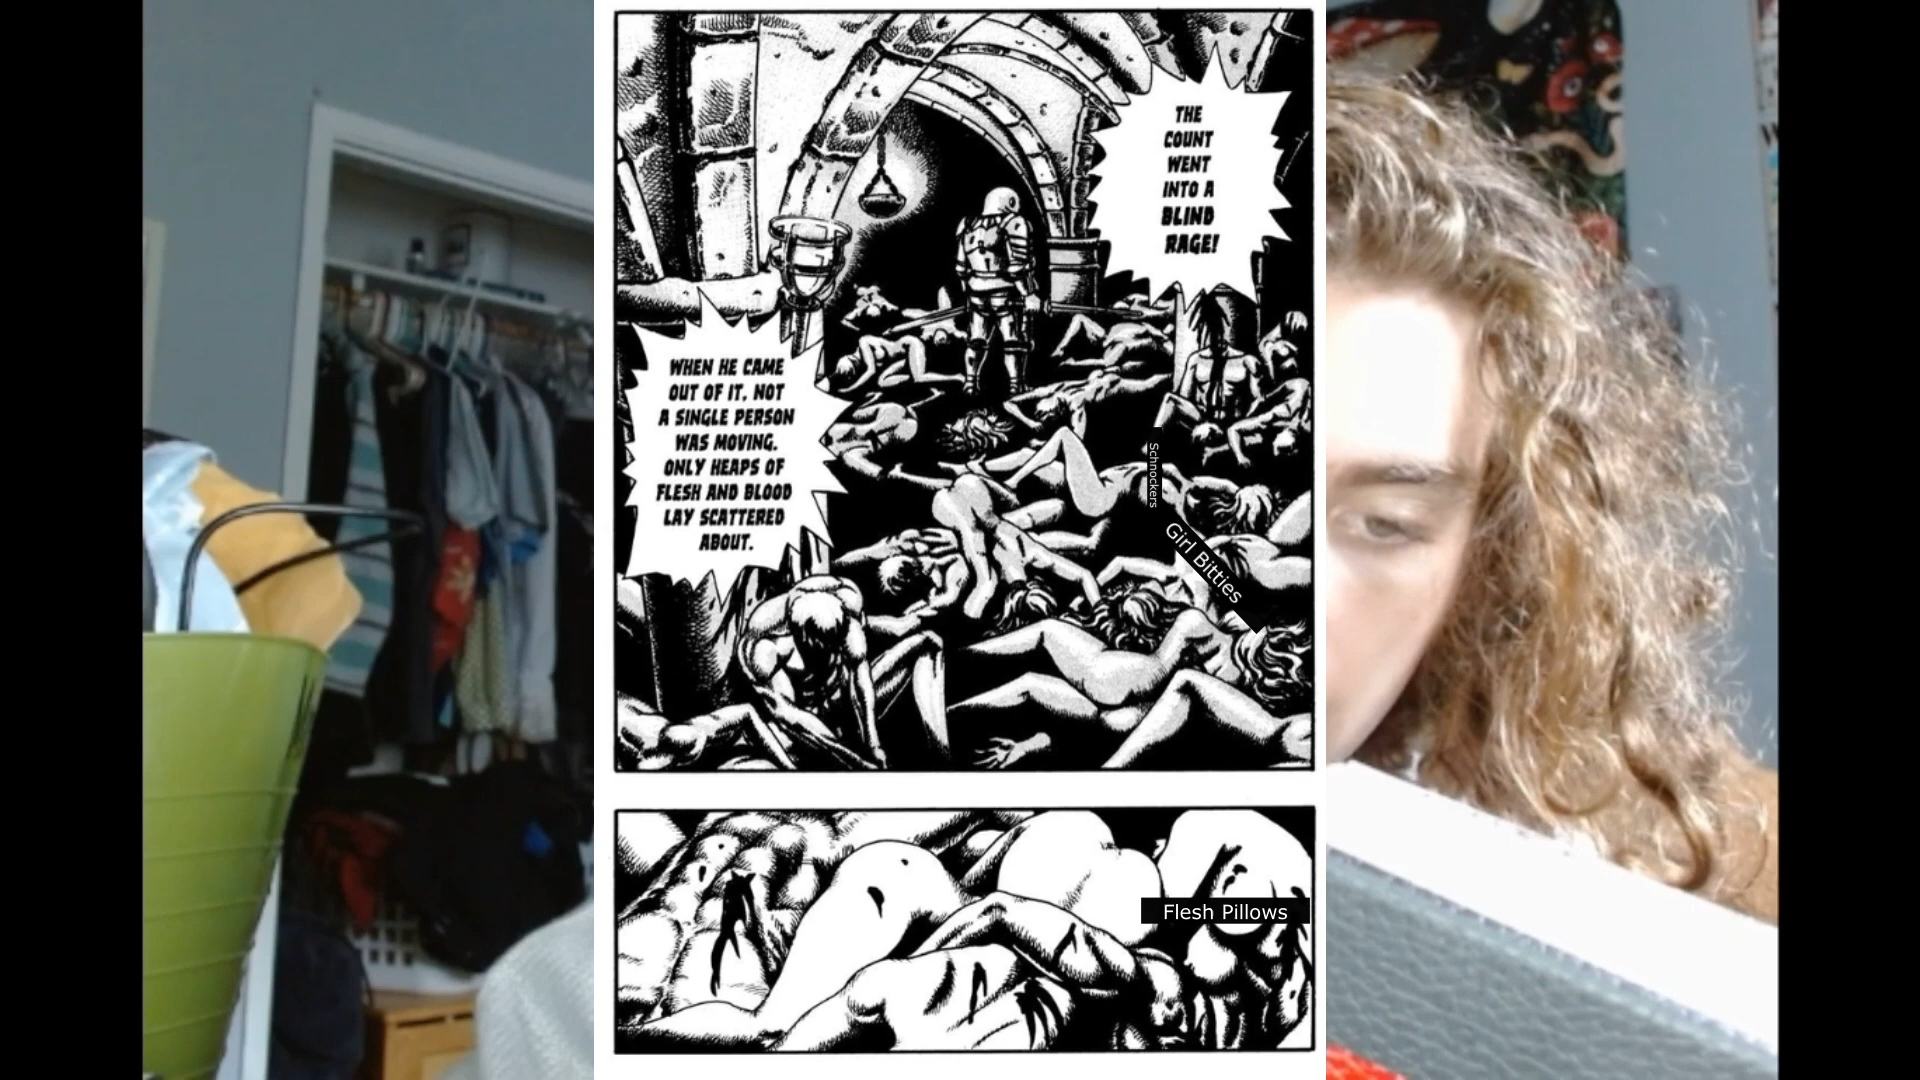 THE
COUNT
WENT
INTO A
BLIND
RAGE!
WHEN HE CAME
OUT OF IT, NOT
A SINGLE PERSON
WAS MOVING.
ONLY HEAPS OF
FLESH AND BLOOD
LAY SCATTERED
ABOUT.
Schnockers
Girl Bitties
Flesh Pillows